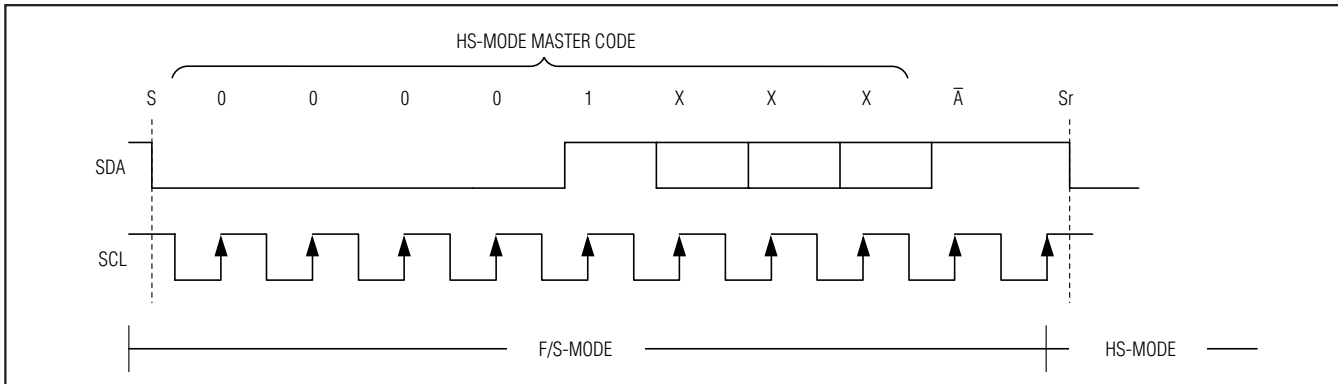 HS-MODE MASTER CODE
S 0 0 0 0 1 X X X A̅ Sr
SDA
SCL
F/S-MODE HS-MODE